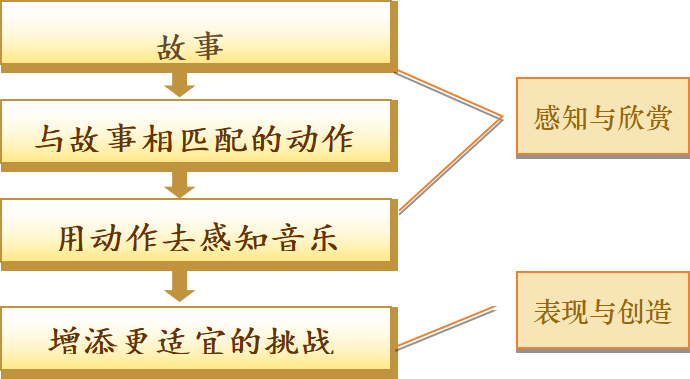 故事
与故事相匹配的动作
用动作去感知音乐
增添更适宜的挑战
感知与欣赏
表现与创造